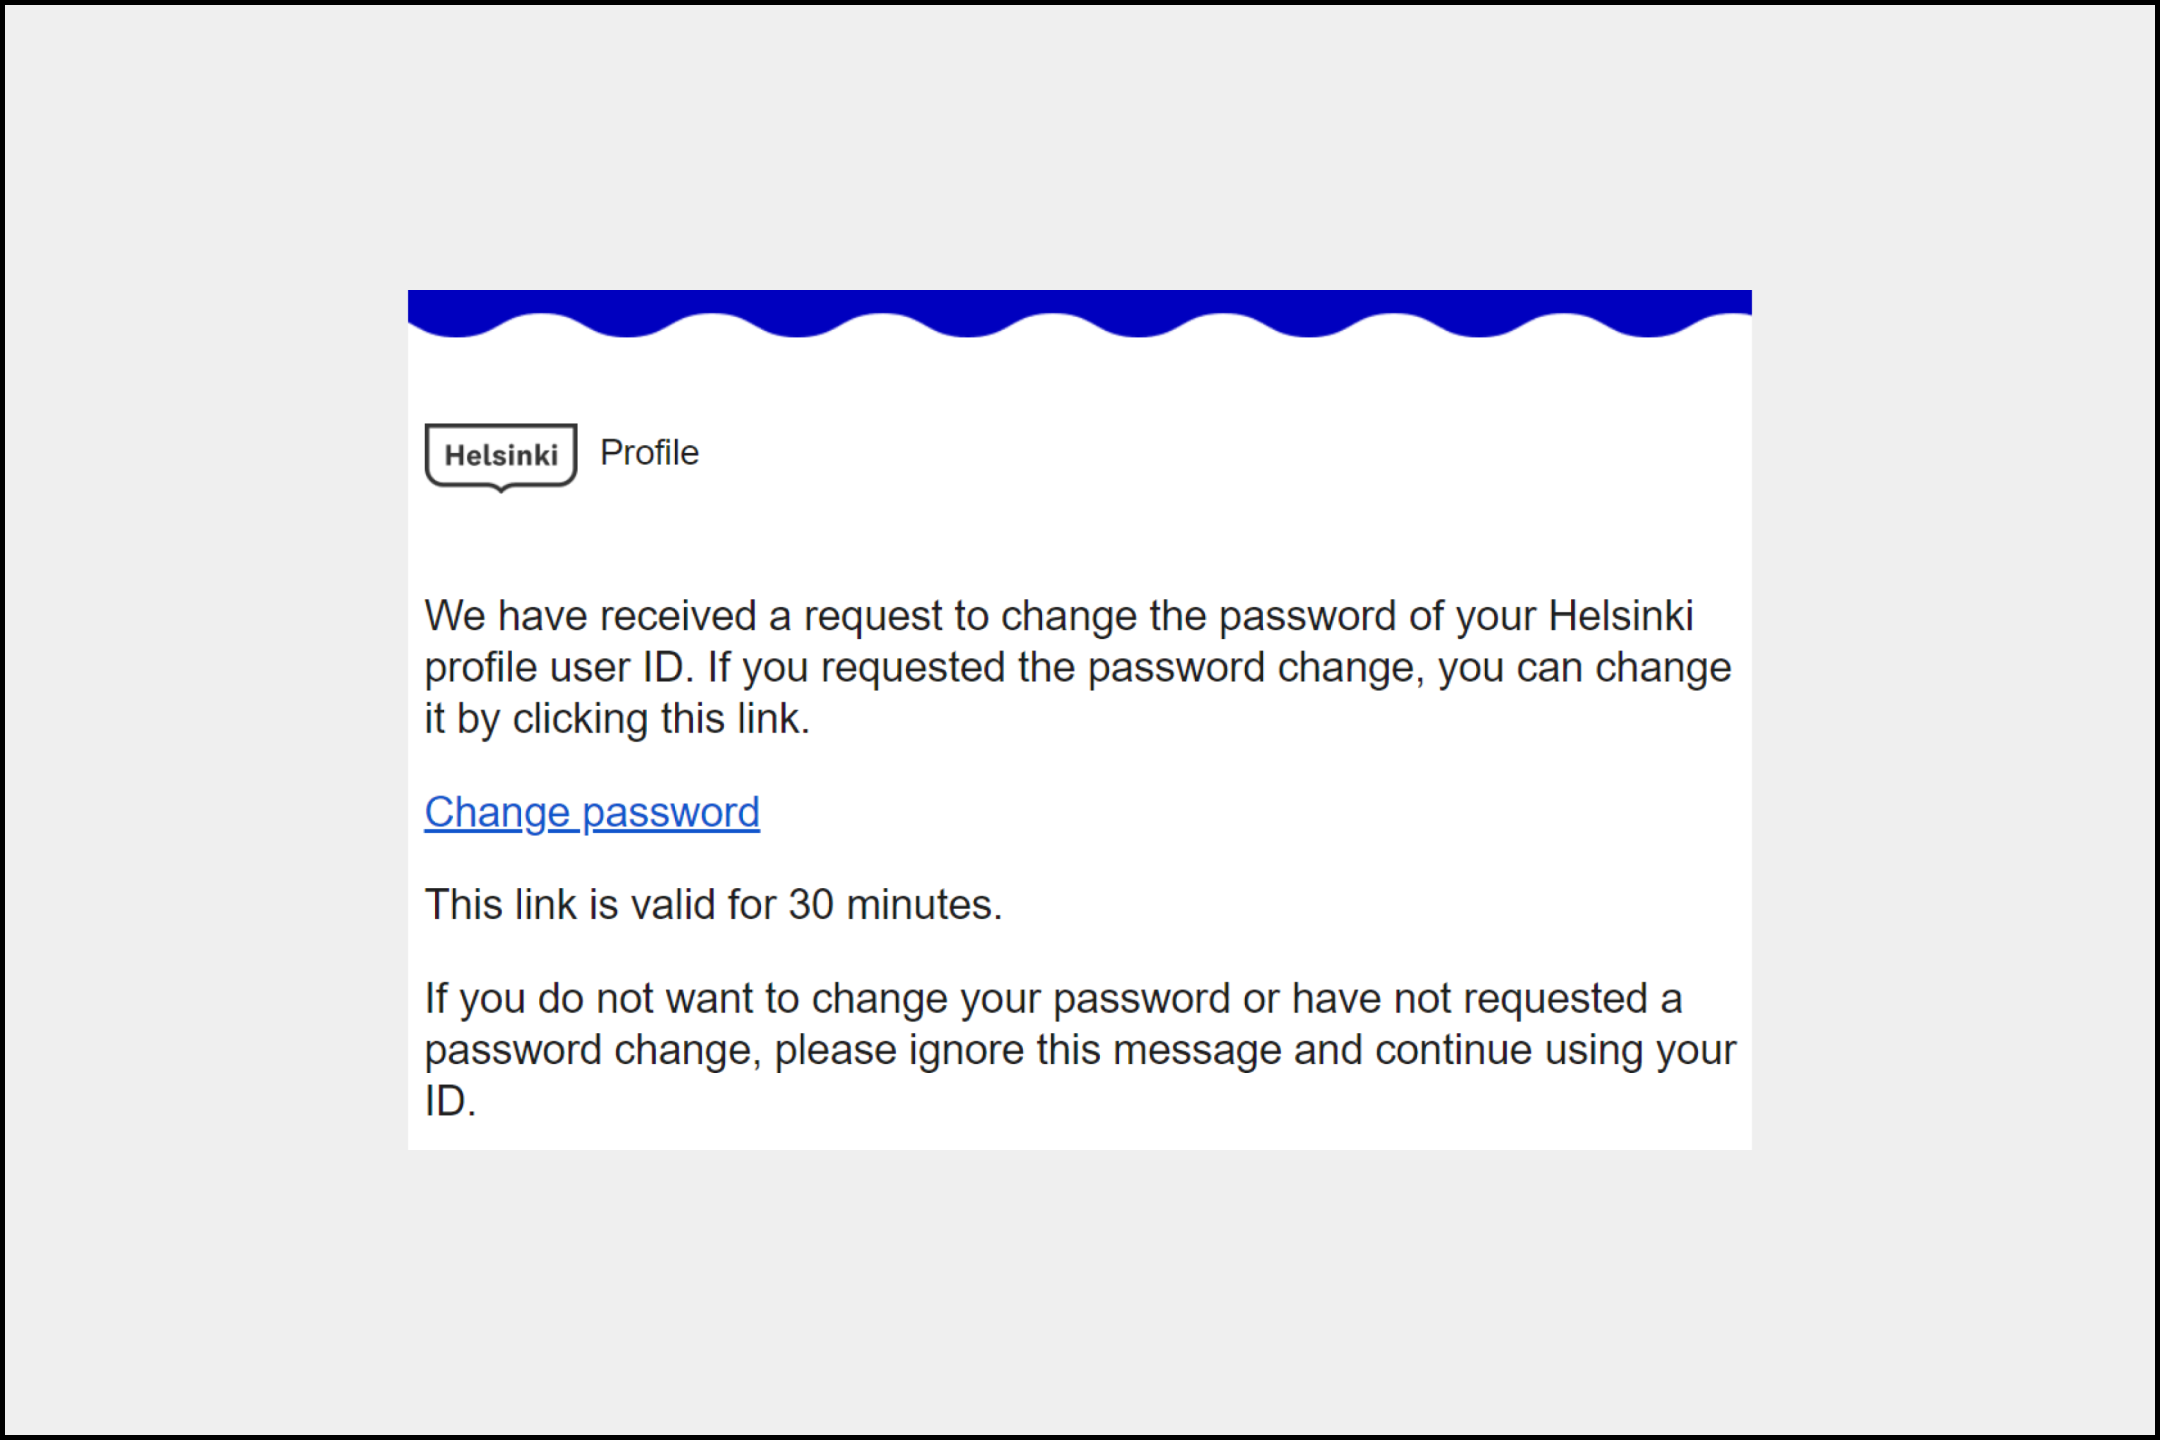 Helsinki Profile
We have received a request to change the password of your Helsinki
profile user ID. If you requested the password change, you can change
it by clicking this link.
Change password
This link is valid for 30 minutes.
If you do not want to change your password or have not requested a
password change, please ignore this message and continue using your
ID.